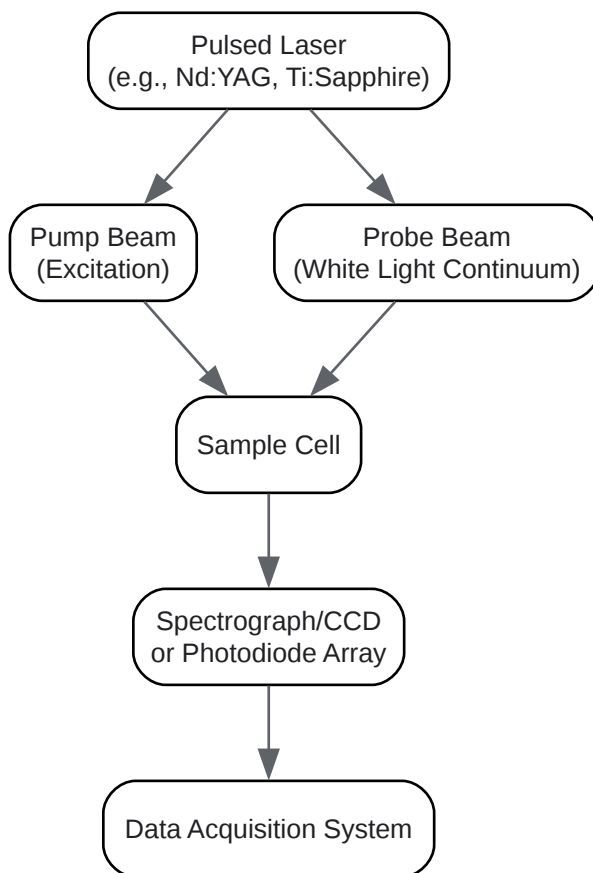 Pulsed Laser
(e.g., Nd:YAG, Ti:Sapphire)
Pump Beam
(Excitation)
Probe Beam
(White Light Continuum)
Sample Cell
Spectrograph/CCD
or Photodiode Array
Data Acquisition System